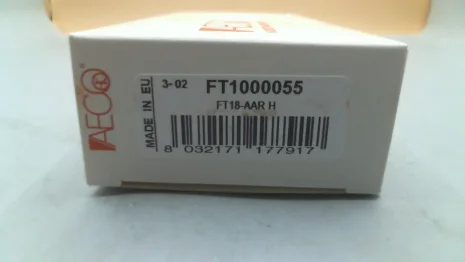 AECO
MADE IN EU
3-02 FT1000055
FT18-AAR H
8 032171 177917